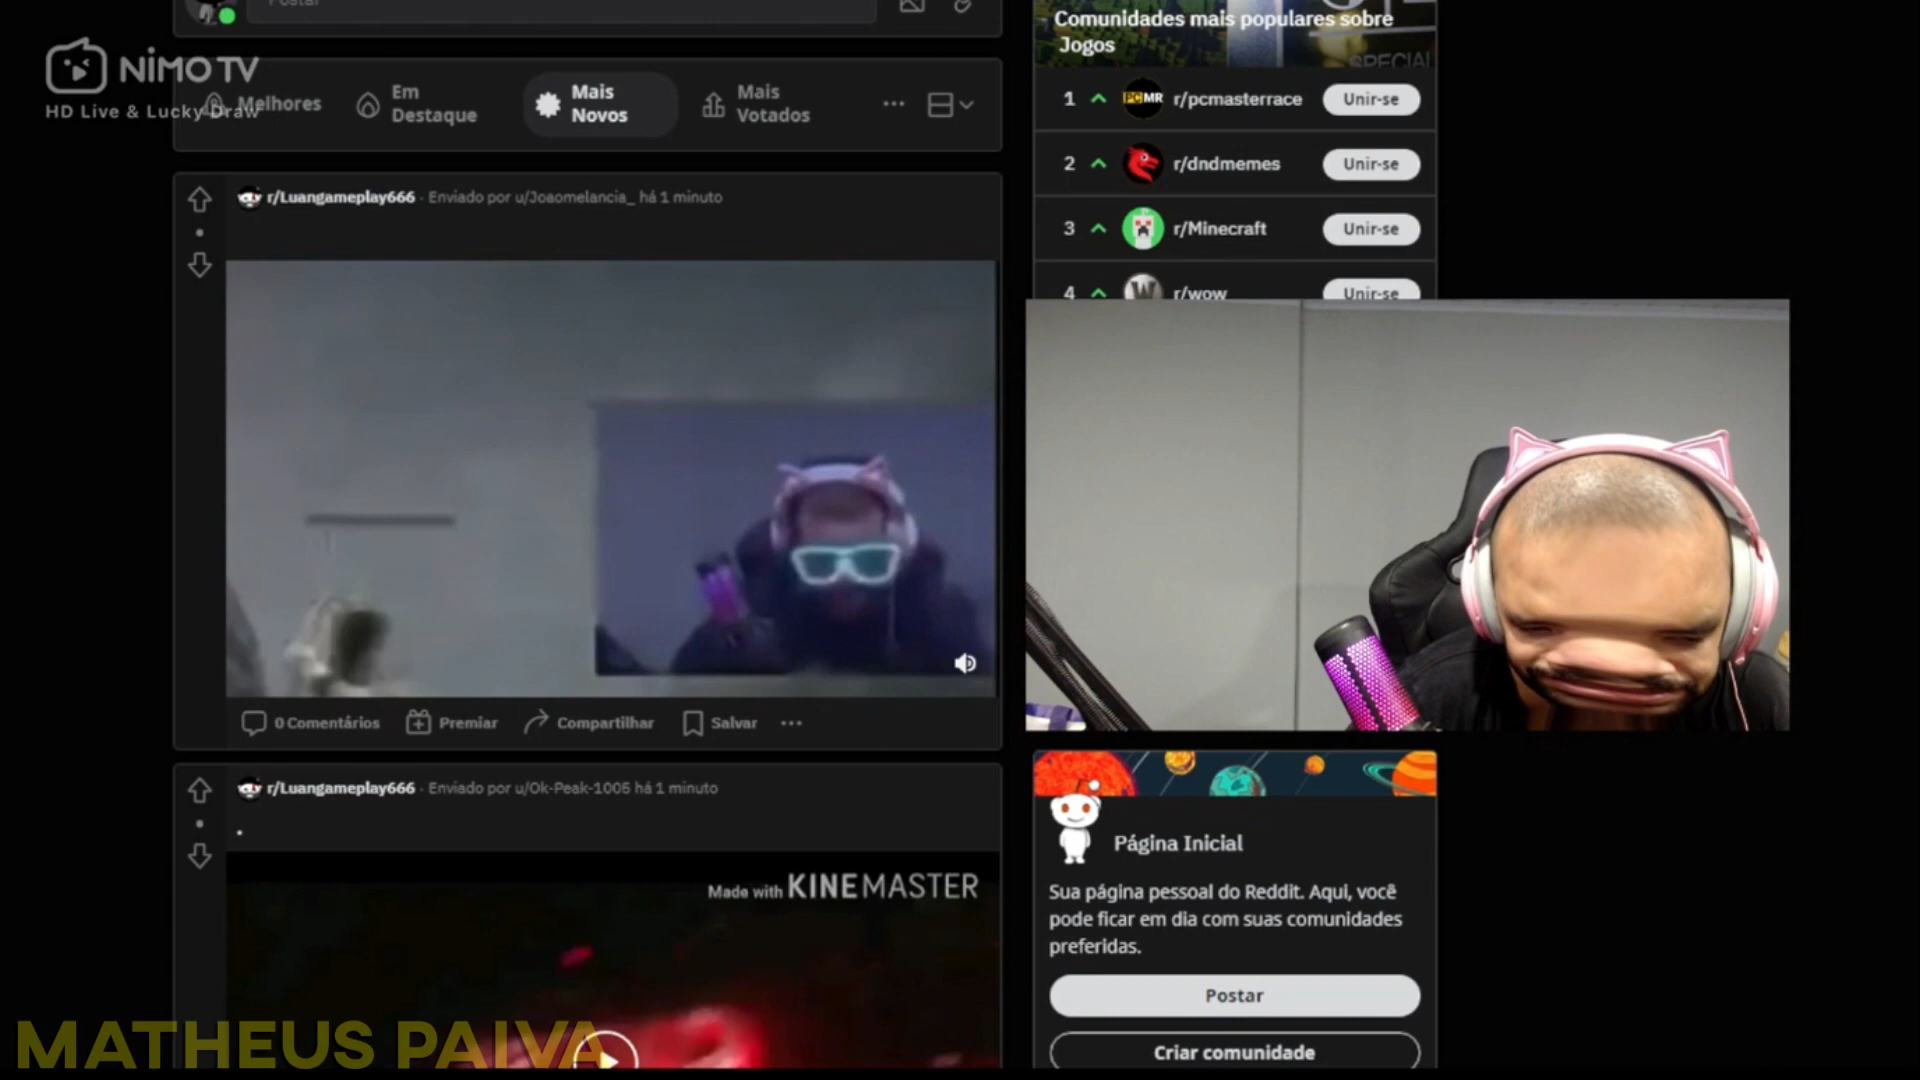 Postar
NIMO TV
HD Live & Lucky Draw
Melhores
Em
Destaque
Mais
Novos
Mais
Votados
...
r/Luangameplay666 · Enviado por u/Joaomelancia_ há 1 minuto
0 Comentários
Premiar
Compartilhar
Salvar
...
r/Luangameplay666 · Enviado por u/Ok-Peak-1005 há 1 minuto
.
Made with KINEMASTER
MATHEUS PAIVA
Comunidades mais populares sobre
Jogos
SPECIAL
1 PCMR r/pcmasterrace Unir-se
2 r/dndmemes Unir-se
3 r/Minecraft Unir-se
4 W r/wow Unir-se
Página Inicial
Sua página pessoal do Reddit. Aqui, você
pode ficar em dia com suas comunidades
preferidas.
Postar
Criar comunidade